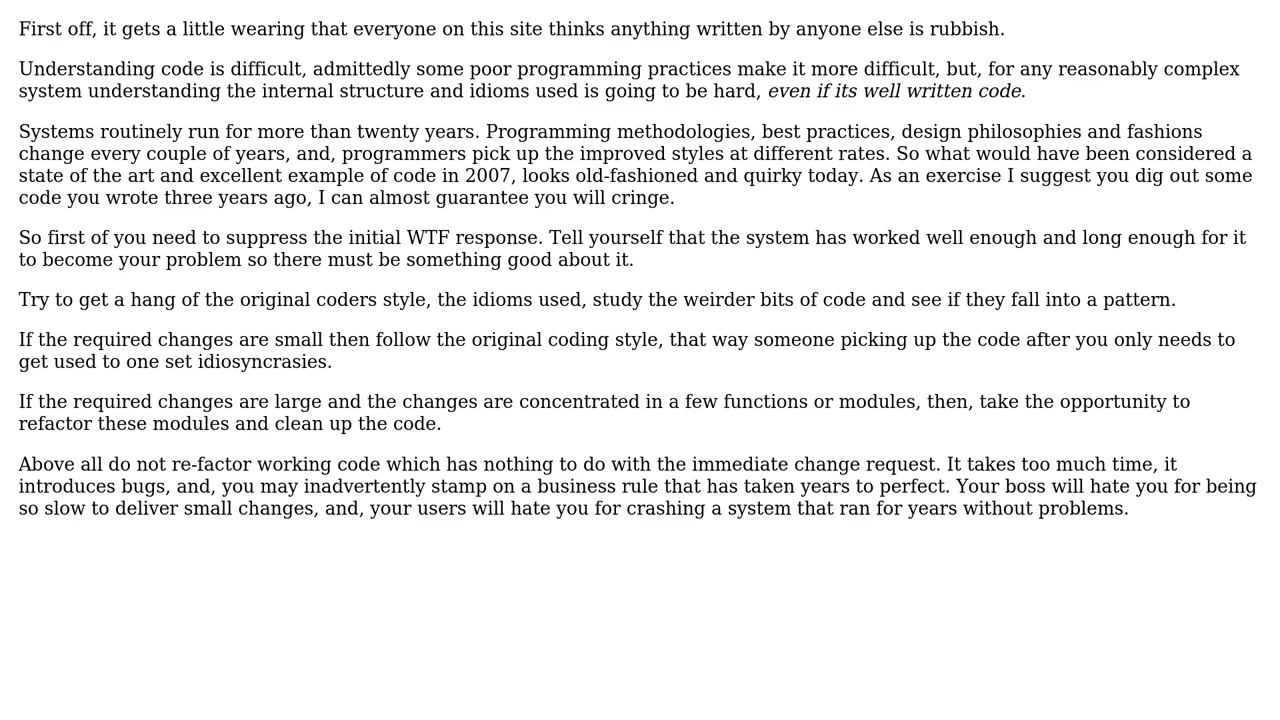 First off, it gets a little wearing that everyone on this site thinks anything written by anyone else is rubbish.
Understanding code is difficult, admittedly some poor programming practices make it more difficult, but, for any reasonably complex
system understanding the internal structure and idioms used is going to be hard, even if its well written code.
Systems routinely run for more than twenty years. Programming methodologies, best practices, design philosophies and fashions
change every couple of years, and, programmers pick up the improved styles at different rates. So what would have been considered a
state of the art and excellent example of code in 2007, looks old-fashioned and quirky today. As an exercise I suggest you dig out some
code you wrote three years ago, I can almost guarantee you will cringe.
So first of you need to suppress the initial WTF response. Tell yourself that the system has worked well enough and long enough for it
to become your problem so there must be something good about it.
Try to get a hang of the original coders style, the idioms used, study the weirder bits of code and see if they fall into a pattern.
If the required changes are small then follow the original coding style, that way someone picking up the code after you only needs to
get used to one set idiosyncrasies.
If the required changes are large and the changes are concentrated in a few functions or modules, then, take the opportunity to
refactor these modules and clean up the code.
Above all do not re-factor working code which has nothing to do with the immediate change request. It takes too much time, it
introduces bugs, and, you may inadvertently stamp on a business rule that has taken years to perfect. Your boss will hate you for being
so slow to deliver small changes, and, your users will hate you for crashing a system that ran for years without problems.